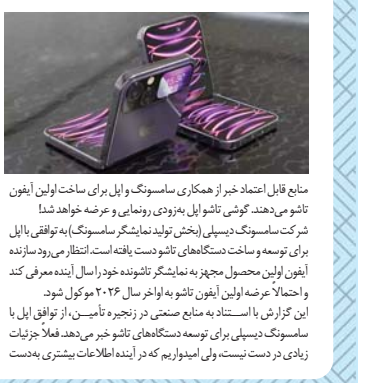 منابع قابل اعتماد خبر از همکاری سامسونگ و اپل برای ساخت اولین آیفون
تاشو می‌دهند. گوشی تاشو اپل به‌زودی رونمایی و عرضه خواهد شد!
شرکت سامسونگ دیسپلی (بخش تولید نمایشگر سامسونگ) به توافقی با اپل
برای توسعه و ساخت دستگاه‌های تاشو دست یافته است. انتظار می‌رود سازنده
آیفون اولین محصول مجهز به نمایشگر تاشونده خود را سال آینده معرفی کند
و احتمالاً عرضه اولین آیفون تاشو به اواخر سال ۲۰۲۶ موکول شود.
این گزارش با اســتناد به منابع صنعتی در زنجیره تأمیــن، از توافق اپل با
سامسونگ دیسپلی برای توسعه دستگاه‌های تاشو خبر می‌دهد. فعلاً جزئیات
زیادی در دست نیست، ولی امیدواریم که در آینده اطلاعات بیشتری به‌دست